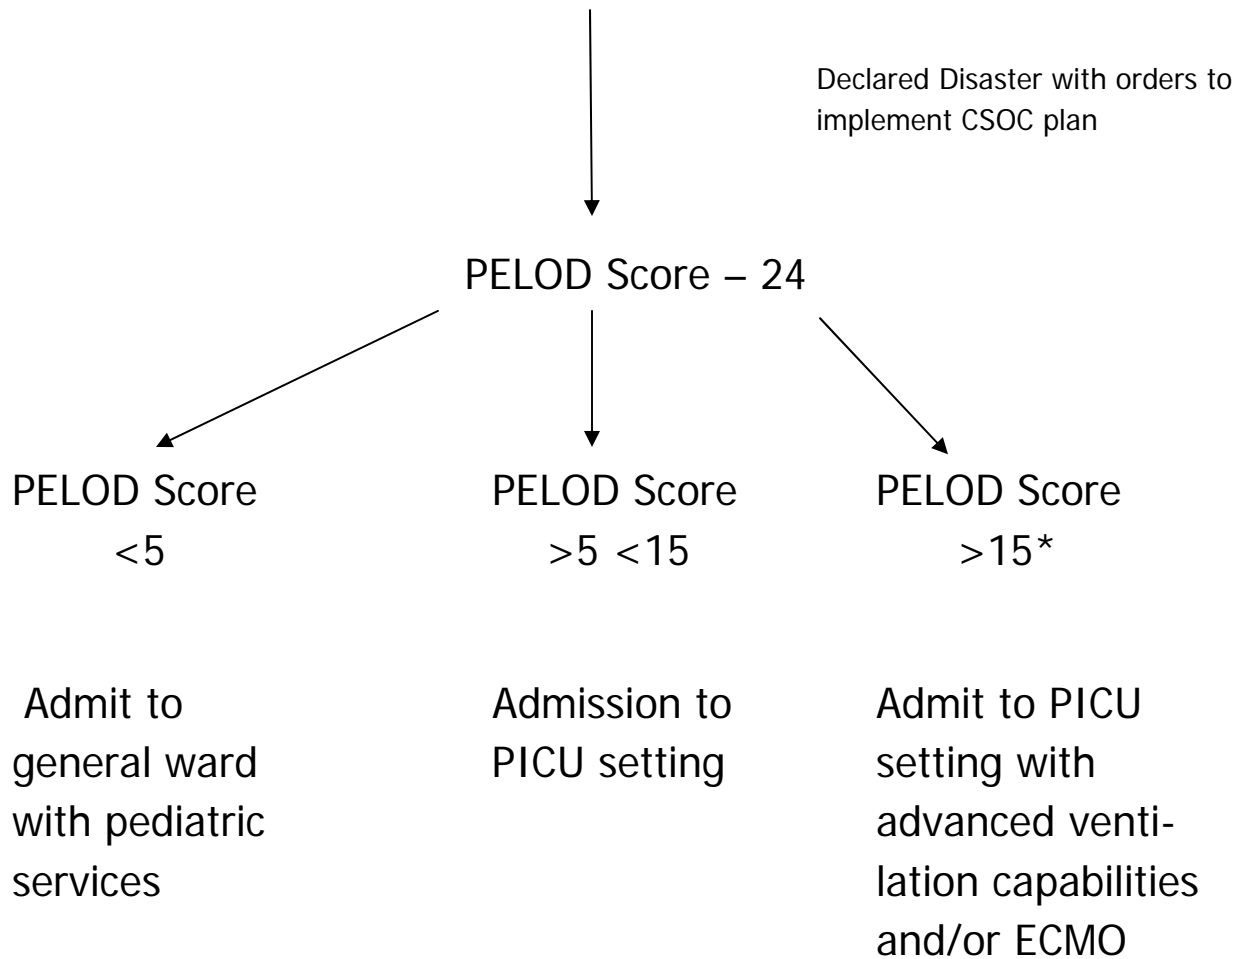 Declared Disaster with orders to
implement CSOC plan
PELOD Score – 24
PELOD Score
<5
PELOD Score
>5 <15
PELOD Score
>15*
Admit to
general ward
with pediatric
services
Admission to
PICU setting
Admit to PICU
setting with
advanced venti-
lation capabilities
and/or ECMO